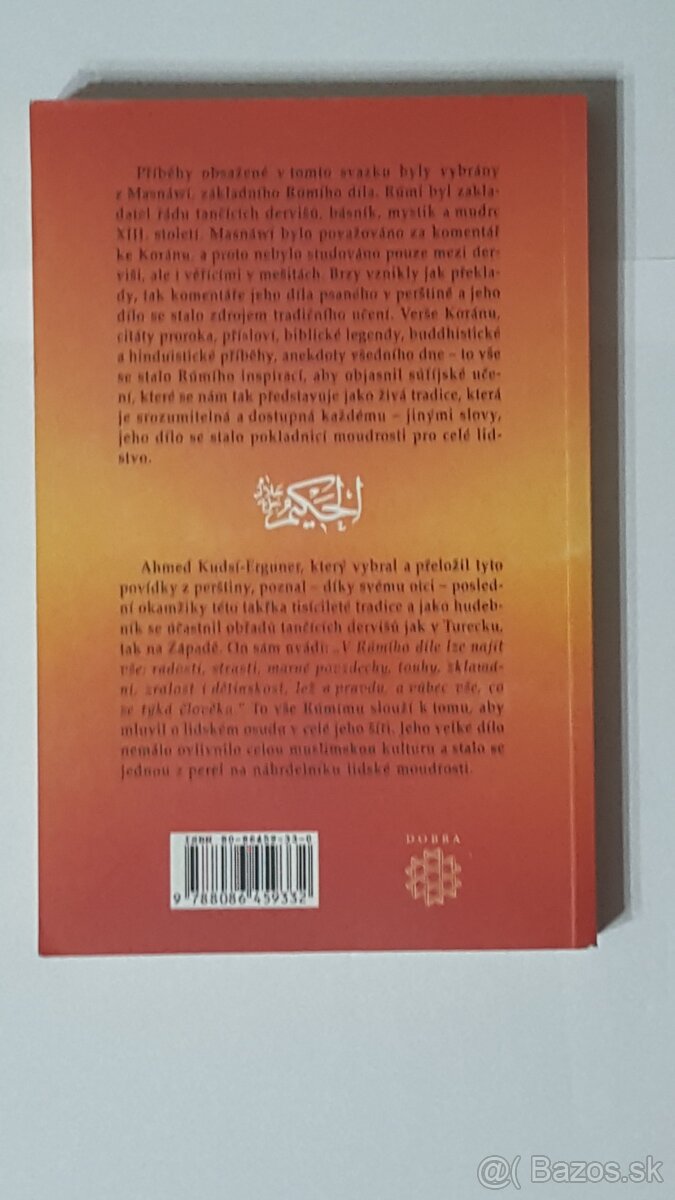 Příběhy obsažené v tomto svazku byly vybrány
z Masnáwí, základního Rúmího díla. Rúmí byl zakla-
datel řádu tančících dervišů, básník, mystik a mudrc
XIII. století. Masnáwí bylo považováno za komentář
ke Koránu, a proto nebylo studováno pouze mezi der-
viši, ale i věřícími v mešitách. Brzy vznikly jak překla-
dy, tak komentáře jeho díla psaného v perštině a jeho
dílo se stalo zdrojem tradičního učení. Verše Koránu,
citáty proroka, přísloví, biblické legendy, buddhistické
a hinduistické příběhy, anekdoty všedního dne – to vše
se stalo Rúmího inspirací, aby objasnil súfijské uče-
ní, které se nám tak představuje jako živá tradice, která
je srozumitelná a dostupná každému – jinými slovy,
jeho dílo se stalo pokladnicí moudrosti pro celé lid-
stvo.
الحكيم
Ahmed Kudsí-Erguner, který vybral a přeložil tyto
povídky z perštiny, poznal – díky svému otci – posled-
ní okamžiky této takřka tisícileté tradice a jako hudeb-
ník se účastnil obřadů tančících dervišů jak v Turecku,
tak na Západě. On sám uvádí: „V Rúmího díle lze najít
vše: radosti, strasti, marné povzdechy, touhy, zklamá-
ní, zralost i dětinskost, lež a pravdu, a vůbec vše, co
se týká člověka.“ To vše Rúmímu slouží k tomu, aby
mluvil o lidském osudu v celé jeho šíři. Jeho velké dílo
nemálo ovlivnilo celou muslimskou kulturu a stalo se
jednou z perel na náhrdelníku lidské moudrosti.
ISBN 80-86459-33-0
9 788086 459332
DOBRA
@( Bazos.sk